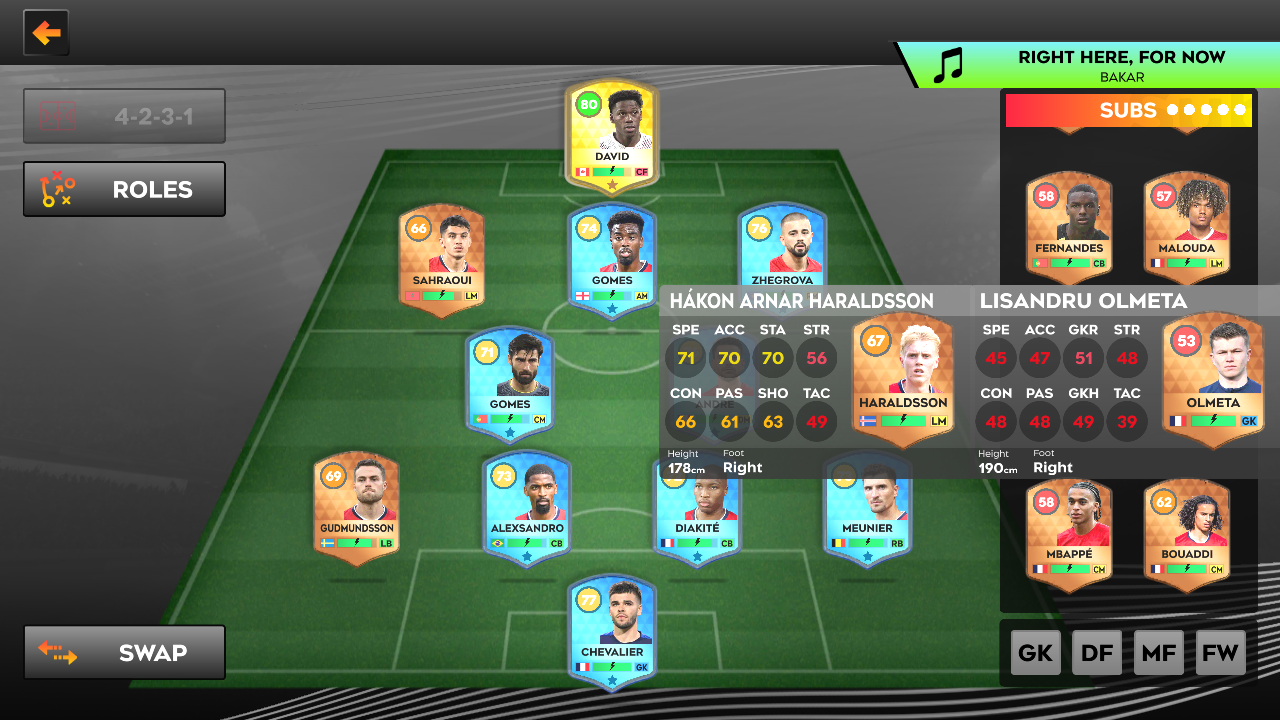 RIGHT HERE, FOR NOW
BAKAR
4-2-3-1
SUBS
ROLES
80
DAVID
CF
58
FERNANDES
CB
57
MALOUDA
LM
66
SAHRAOUI
LM
74
GOMES
AM
76
ZHEGROVA
HÁKON ARNAR HARALDSSON
SPE ACC STA STR
71 70 70 56
CON PAS SHO TAC
66 61 63 49
Height Foot
178cm Right
67
HARALDSSON
LM
LISANDRU OLMETA
SPE ACC GKR STR
45 47 51 48
CON PAS GKH TAC
48 48 49 39
Height Foot
190cm Right
53
OLMETA
GK
71
GOMES
CM
ANDRÉ
69
GUDMUNDSSON
LB
73
ALEXSANDRO
CB
DIAKITÉ
CB
MEUNIER
RB
58
MBAPPÉ
CM
62
BOUADDI
CM
77
CHEVALIER
GK
SWAP
GK DF MF FW